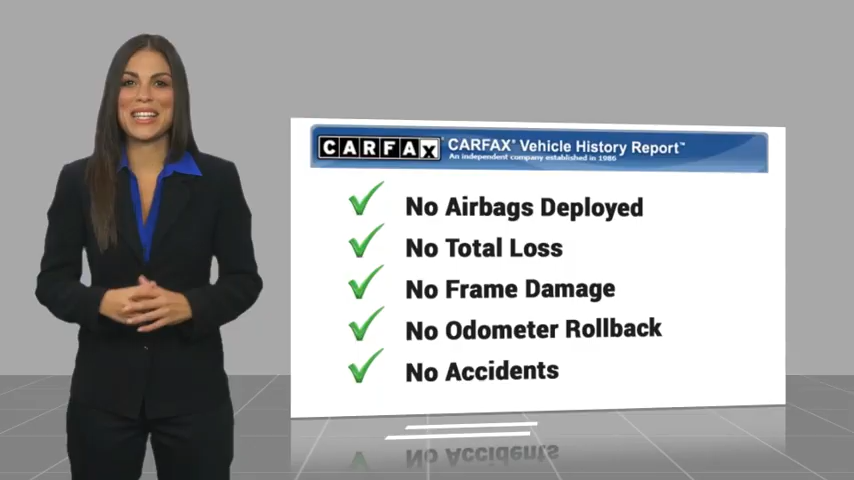 CARFAX CARFAX® Vehicle History Report™
An independent company established in 1986
No Airbags Deployed
No Total Loss
No Frame Damage
No Odometer Rollback
No Accidents
No Accidents